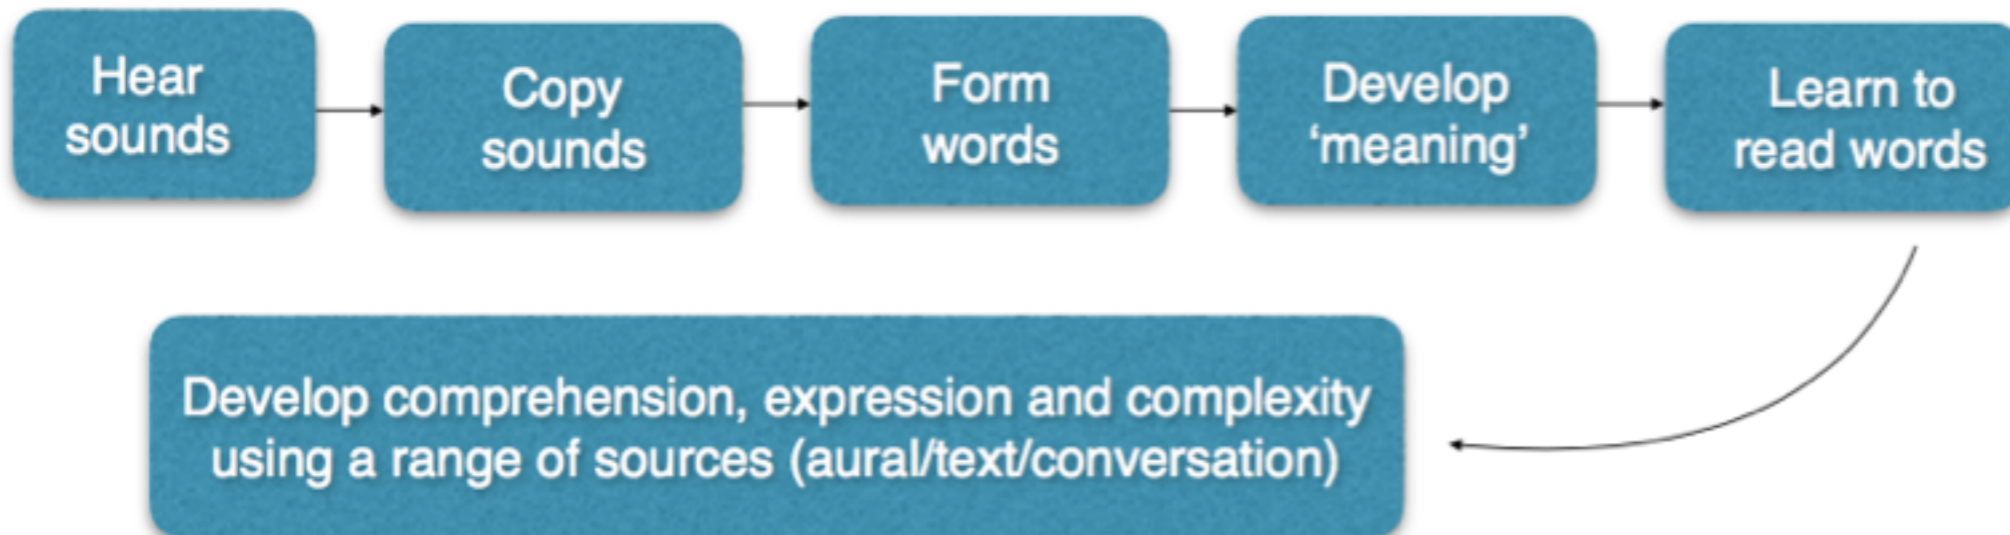 Hear
sounds
Copy
sounds
Form
words
Develop
‘meaning’
Learn to
read words
Develop comprehension, expression and complexity
using a range of sources (aural/text/conversation)